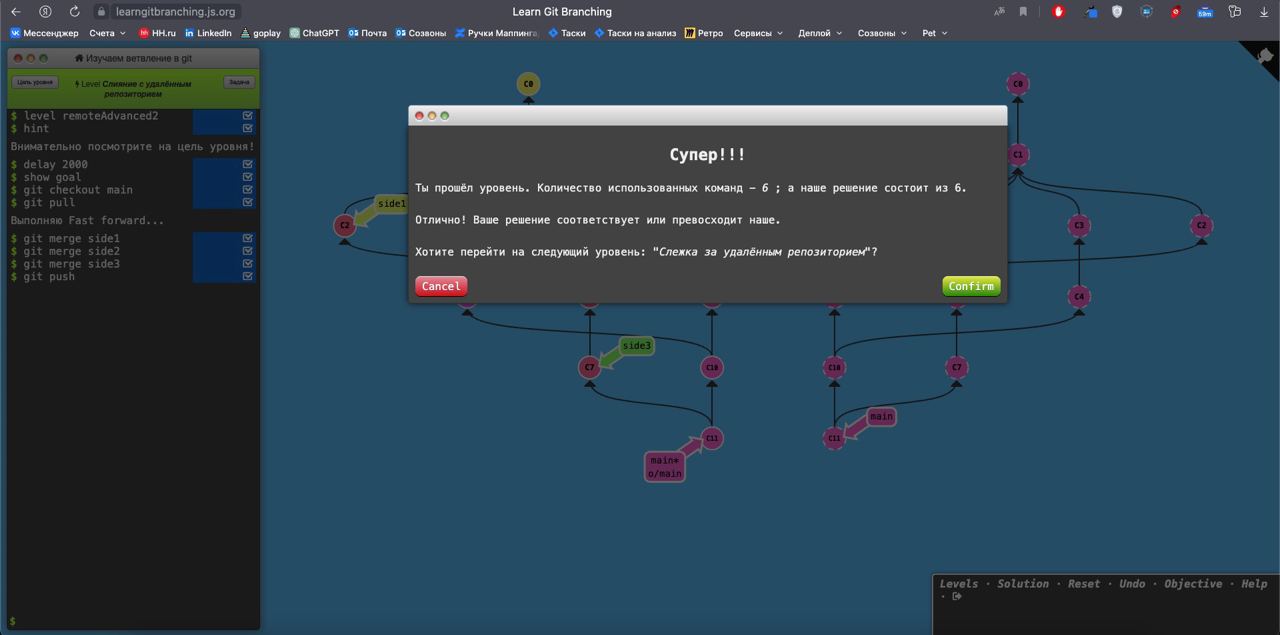 learngitbranching.js.org
Learn Git Branching
59m
Мессенджер Счета HH.ru LinkedIn goplay ChatGPT Почта Созвоны Ручки Маппинга Таски Таски на анализ Ретро Сервисы Деплой Созвоны Pet
Изучаем ветвление в git
Цель уровня
Level Слияние с удалённым
репозиторием
Задача
$ level remoteAdvanced2
$ hint
Внимательно посмотрите на цель уровня!
$ delay 2000
$ show goal
$ git checkout main
$ git pull
Выполняю Fast forward...
$ git merge side1
$ git merge side2
$ git merge side3
$ git push
$
C0
C0
C1
side1
C2
C3
C2
C4
Супер!!!
Ты прошёл уровень. Количество использованных команд - 6 ; а наше решение состоит из 6.
Отлично! Ваше решение соответствует или превосходит наше.
Хотите перейти на следующий уровень: "Слежка за удалённым репозиторием"?
Cancel
Confirm
side3
C7
C10
C10
C7
main
C11
C11
main*
o/main
Levels · Solution · Reset · Undo · Objective · Help
·